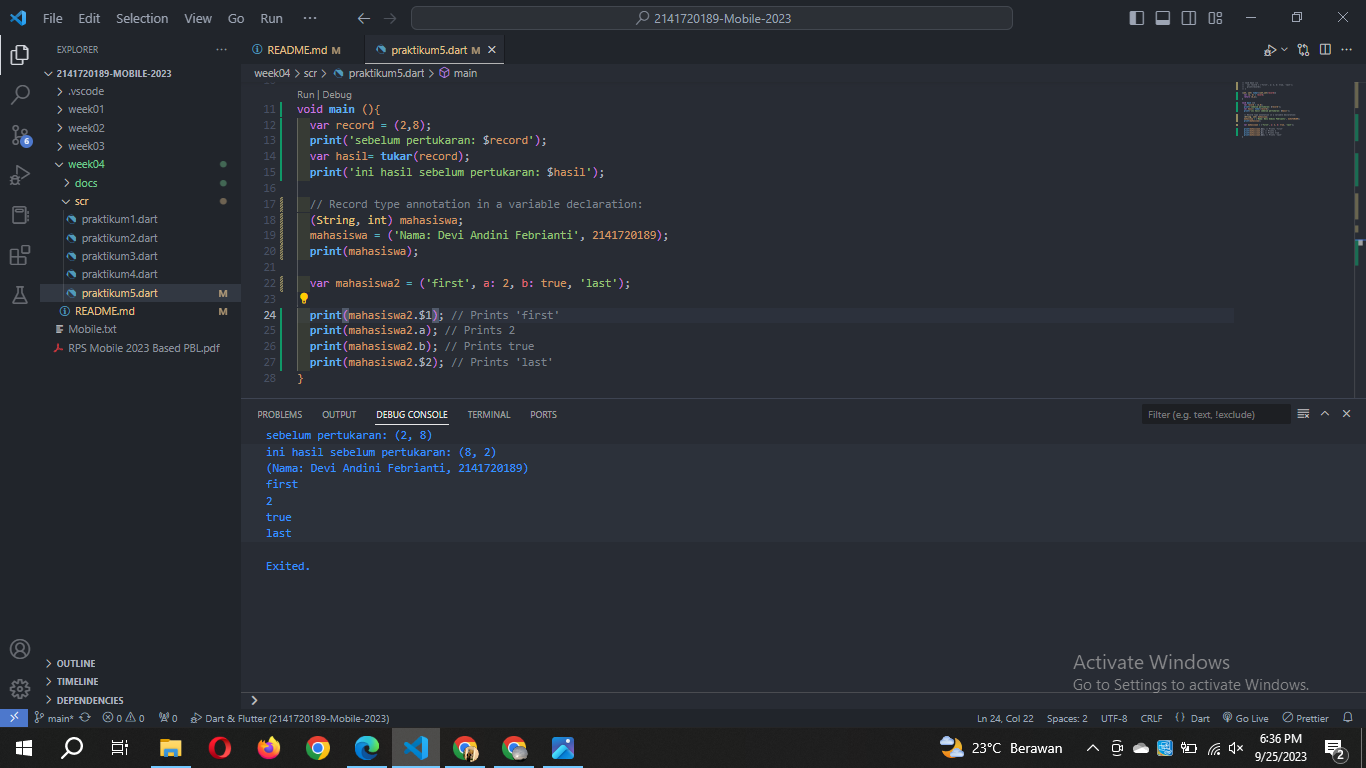 File Edit Selection View Go Run ··· 2141720189-Mobile-2023
EXPLORER ···
2141720189-MOBILE-2023
.vscode
week01
week02
week03
week04
docs
scr
praktikum1.dart
praktikum2.dart
praktikum3.dart
praktikum4.dart
praktikum5.dart M
README.md M
Mobile.txt
RPS Mobile 2023 Based PBL.pdf
OUTLINE
TIMELINE
DEPENDENCIES
6
README.md M praktikum5.dart M
week04 > scr > praktikum5.dart > main
Run | Debug
11 void main (){
12 var record = (2,8);
13 print('sebelum pertukaran: $record');
14 var hasil= tukar(record);
15 print('ini hasil sebelum pertukaran: $hasil');
16
17 // Record type annotation in a variable declaration:
18 (String, int) mahasiswa;
19 mahasiswa = ('Nama: Devi Andini Febrianti', 2141720189);
20 print(mahasiswa);
21
22 var mahasiswa2 = ('first', a: 2, b: true, 'last');
23
24 print(mahasiswa2.$1); // Prints 'first'
25 print(mahasiswa2.a); // Prints 2
26 print(mahasiswa2.b); // Prints true
27 print(mahasiswa2.$2); // Prints 'last'
28 }
PROBLEMS OUTPUT DEBUG CONSOLE TERMINAL PORTS Filter (e.g. text, !exclude)
sebelum pertukaran: (2, 8)
ini hasil sebelum pertukaran: (8, 2)
(Nama: Devi Andini Febrianti, 2141720189)
first
2
true
last
Exited.
Activate Windows
Go to Settings to activate Windows.
main* 0 0 0 Dart & Flutter (2141720189-Mobile-2023) Ln 24, Col 22 Spaces: 2 UTF-8 CRLF {} Dart Go Live Prettier
23°C Berawan 6:36 PM
9/25/2023 2